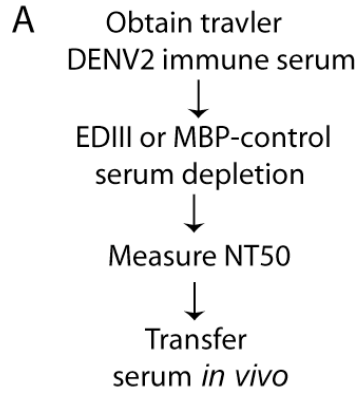 A
Obtain travler
DENV2 immune serum
EDIII or MBP-control
serum depletion
Measure NT50
Transfer
serum in vivo